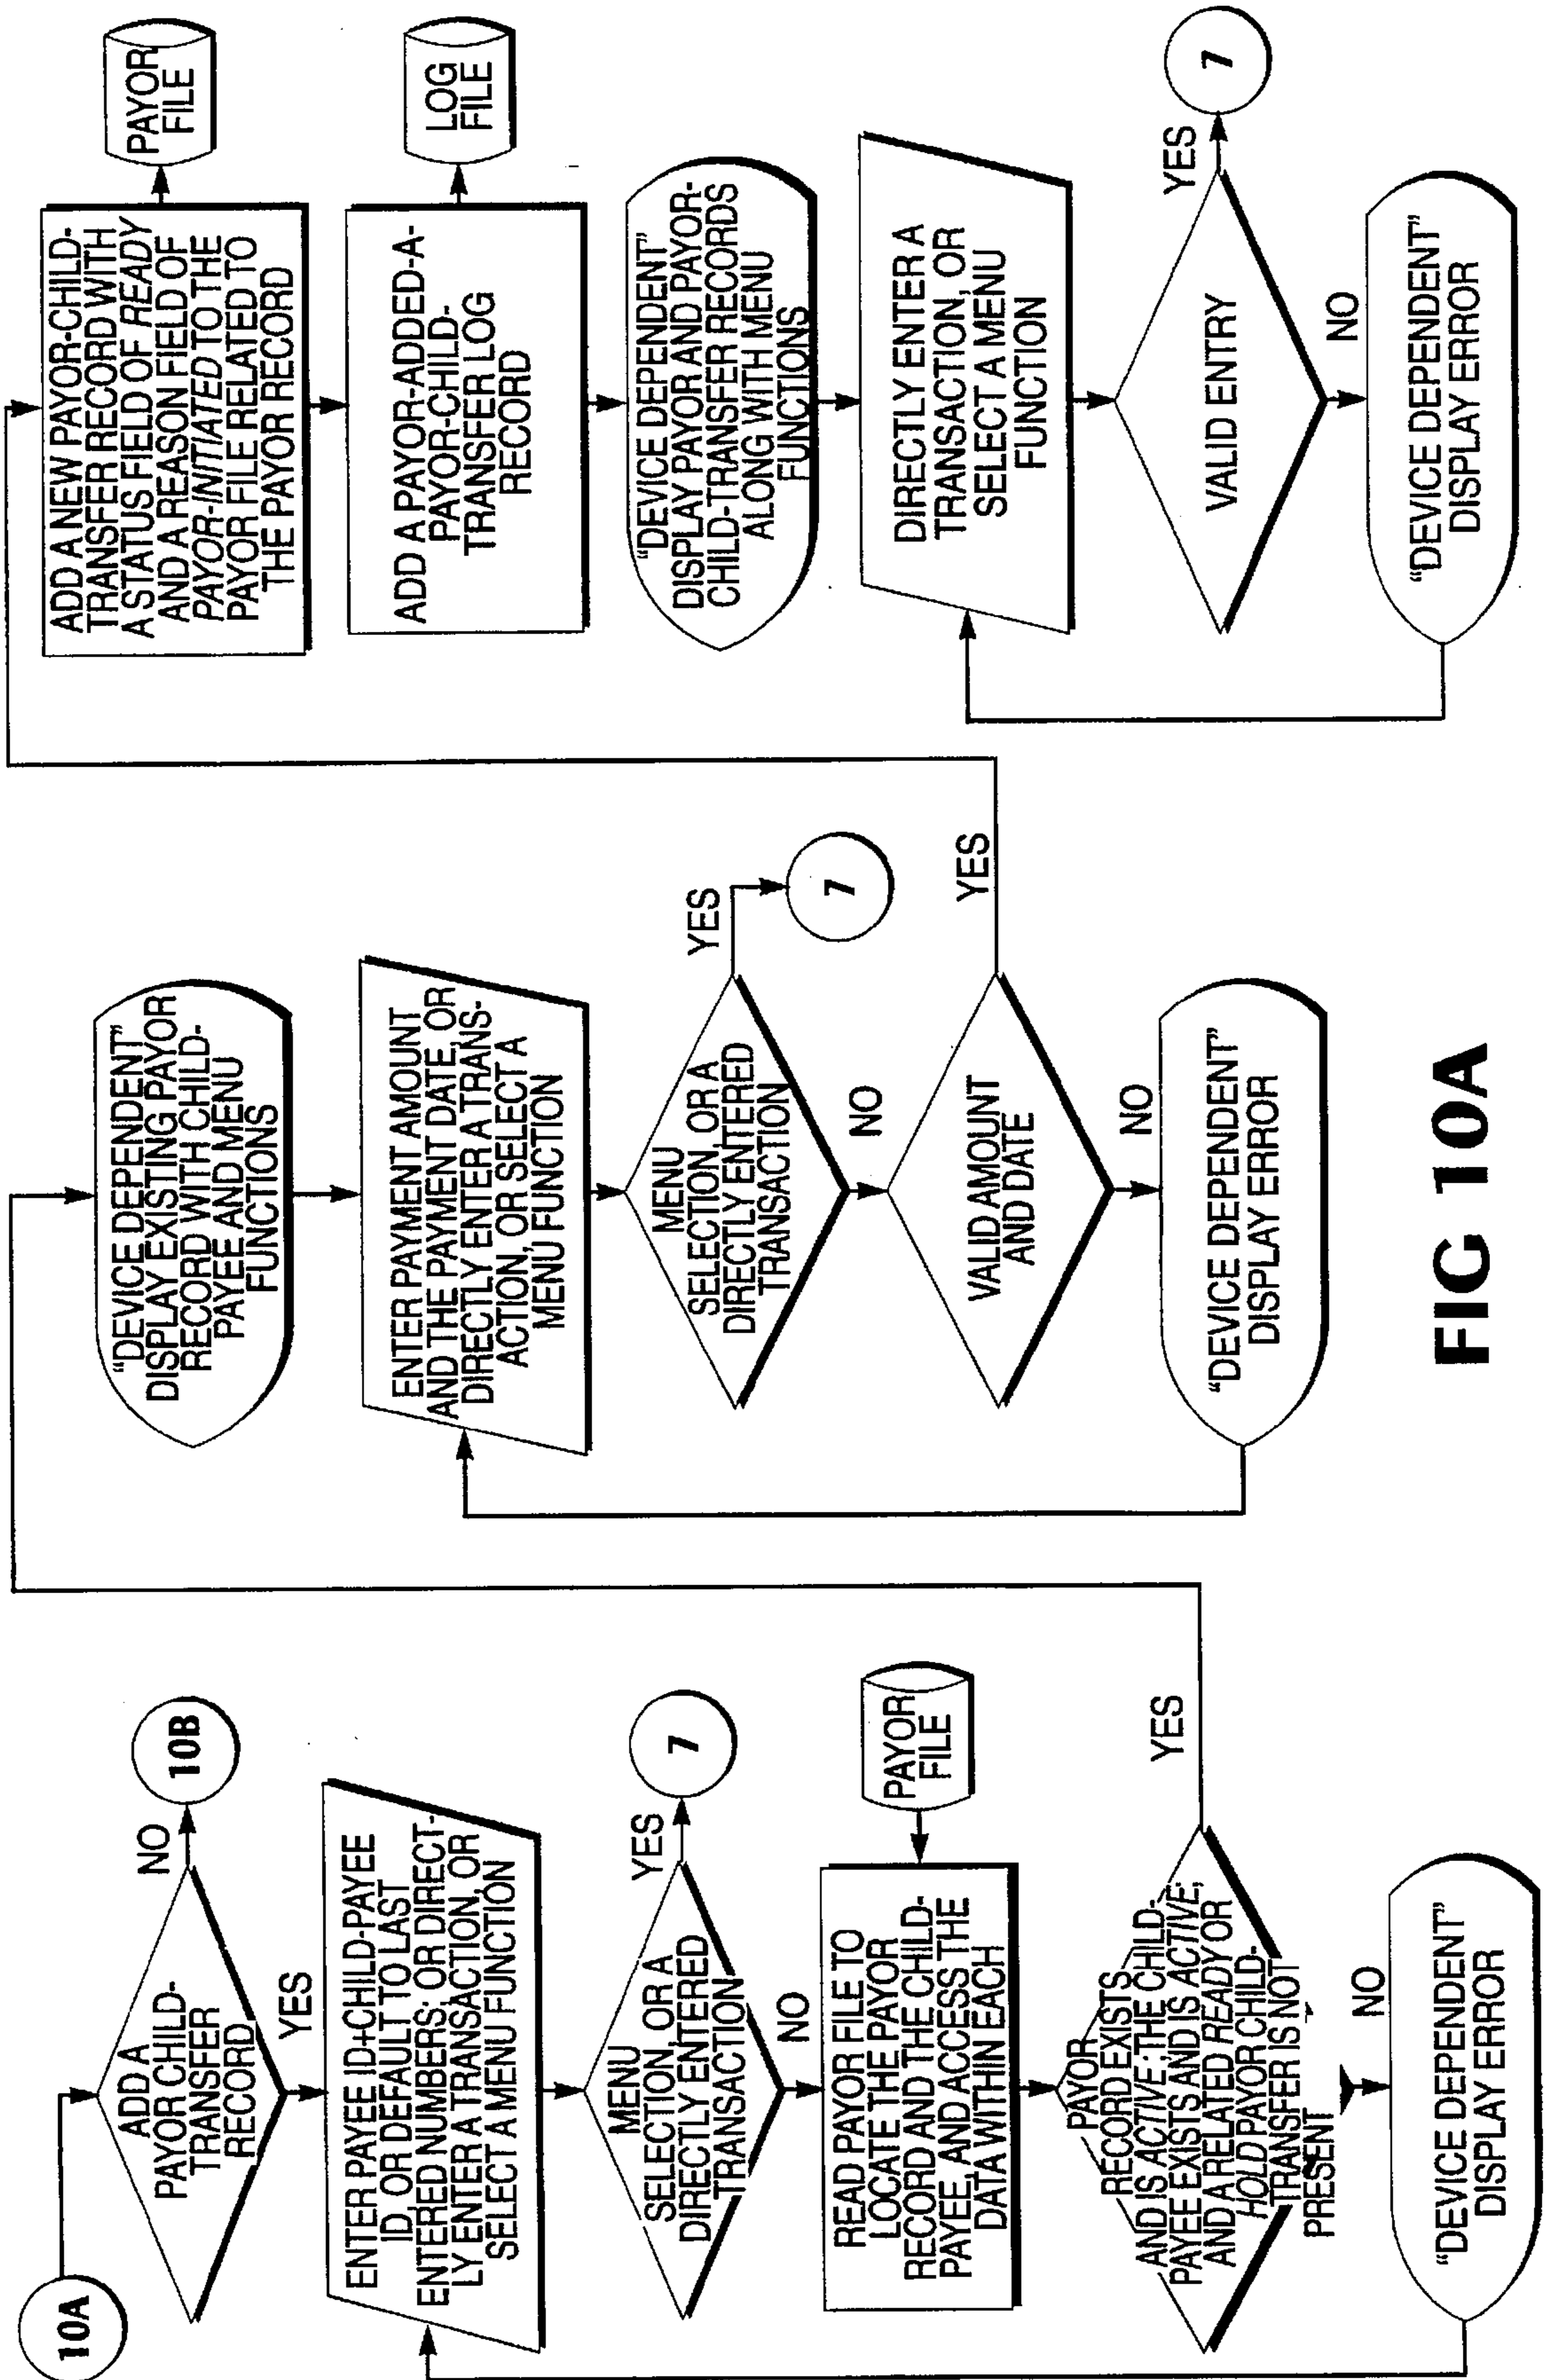 10A
ADD A
PAYOR CHILD-
TRANSFER
RECORD
NO
10B
YES
ENTER PAYEE ID+CHILD-PAYEE
ID, OR DEFAULT TO LAST
ENTERED NUMBERS; OR DIRECT-
LY ENTER A TRANSACTION, OR
SELECT A MENU FUNCTION
MENU
SELECTION, OR A
DIRECTLY ENTERED
TRANSACTION
YES
7
NO
READ PAYOR FILE TO
LOCATE THE PAYOR
RECORD AND THE CHILD-
PAYEE, AND ACCESS THE
DATA WITHIN EACH
PAYOR
FILE
PAYOR
RECORD EXISTS
AND IS ACTIVE; THE CHILD-
PAYEE EXISTS AND IS ACTIVE;
AND A RELATED READY OR
HOLD PAYOR CHILD-
TRANSFER IS NOT
PRESENT
YES
NO
“DEVICE DEPENDENT”
DISPLAY ERROR
“DEVICE DEPENDENT”
DISPLAY EXISTING PAYOR
RECORD WITH CHILD-
PAYEE AND MENU
FUNCTIONS
ENTER PAYMENT AMOUNT
AND THE PAYMENT DATE, OR
DIRECTLY ENTER A TRANS-
ACTION, OR SELECT A
MENU FUNCTION
MENU
SELECTION, OR A
DIRECTLY ENTERED
TRANSACTION
YES
7
NO
VALID AMOUNT
AND DATE
YES
NO
“DEVICE DEPENDENT”
DISPLAY ERROR
ADD A NEW PAYOR-CHILD-
TRANSFER RECORD WITH
A STATUS FIELD OF READY
AND A REASON FIELD OF
PAYOR-INITIATED TO THE
PAYOR FILE RELATED TO
THE PAYOR RECORD
PAYOR
FILE
ADD A PAYOR-ADDED-A-
PAYOR-CHILD-
TRANSFER LOG
RECORD
LOG
FILE
“DEVICE DEPENDENT”
DISPLAY PAYOR AND PAYOR-
CHILD-TRANSFER RECORDS
ALONG WITH MENU
FUNCTIONS
DIRECTLY ENTER A
TRANSACTION, OR
SELECT A MENU
FUNCTION
VALID ENTRY
YES
7
NO
“DEVICE DEPENDENT”
DISPLAY ERROR
FIG 10A